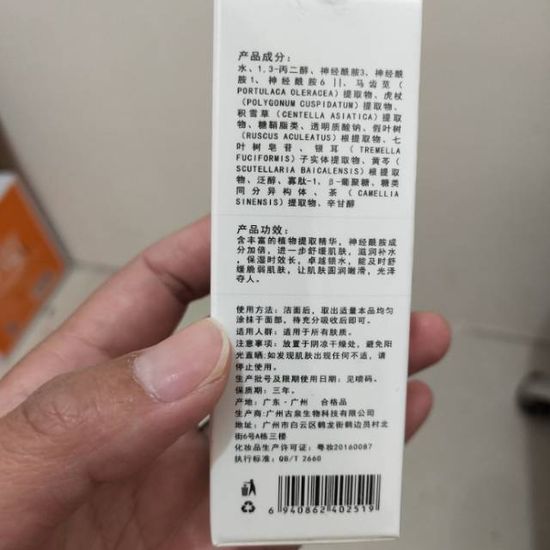 产品成分:
水、1,3-丙二醇、神经酰胺3、神经酰
胺1、神经酰胺6 ||、马齿苋(
PORTULACA OLERACEA)提取物、虎杖
(POLYGONUM CUSPIDATUM)提取物、
积雪草(CENTELLA ASIATICA)提取
物、糖鞘脂类、透明质酸钠、假叶树
(RUSCUS ACULEATUS)根提取物、七
叶树皂苷、银耳(TREMELLA
FUCIFORMIS)子实体提取物、黄芩(
SCUTELLARIA BAICALENSIS)根提取
物、泛醇、寡肽-1、β-葡聚糖、糖类
同分异构体、茶(CAMELLIA
SINENSIS)提取物、辛甘醇
产品功效:
含丰富的植物提取精华,神经酰胺成
分加倍,进一步舒缓肌肤,滋润补水
,保湿时效长,卓越锁水,能及时舒
缓脆弱肌肤,让肌肤圆润嫩滑,光泽
夺人。
使用方法:洁面后,取出适量本品均匀
涂抹于面部,待充分吸收后即可。
适用人群:适用于所有肤质。
注意事项:放置于阴凉干燥处,避免阳
光直晒;如发现肌肤出现任何不适,请
停止使用。
生产批号及限期使用日期:见喷码。
保质期:三年。
产地:广东·广州 合格品
生产商:广州古泉生物科技有限公司
地址:广州市白云区鹤龙街鹤边员村北
街6号A栋三楼
化妆品生产许可证:粤妆20160087
执行标准:QB/T 2660
6 940862 402519